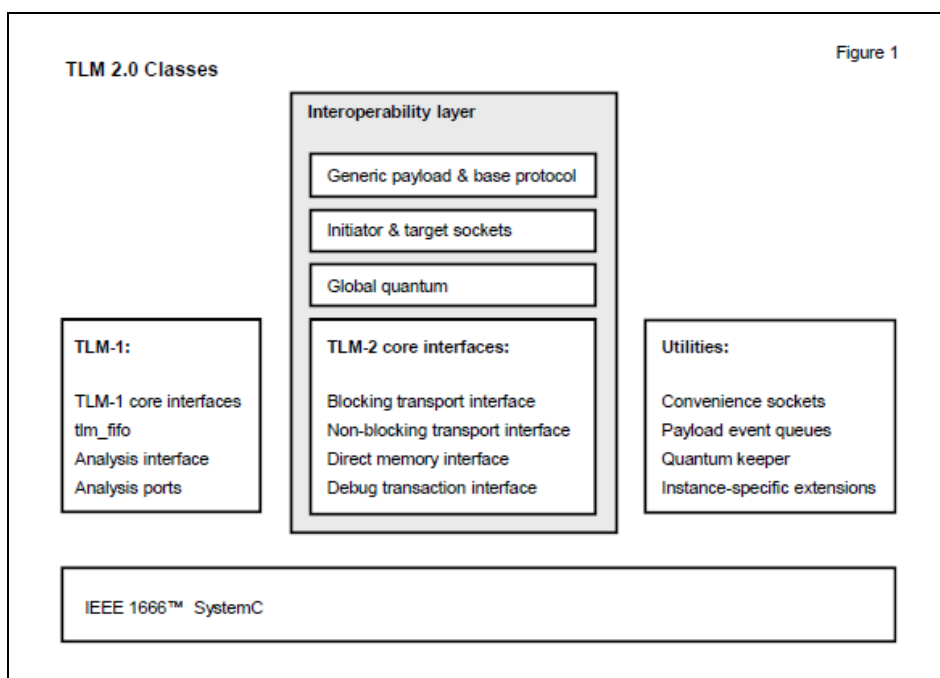 Figure 1
TLM 2.0 Classes
Interoperability layer
Generic payload & base protocol
Initiator & target sockets
Global quantum
TLM-1:
TLM-1 core interfaces
tlm_fifo
Analysis interface
Analysis ports
TLM-2 core interfaces:
Blocking transport interface
Non-blocking transport interface
Direct memory interface
Debug transaction interface
Utilities:
Convenience sockets
Payload event queues
Quantum keeper
Instance-specific extensions
IEEE 1666™ SystemC